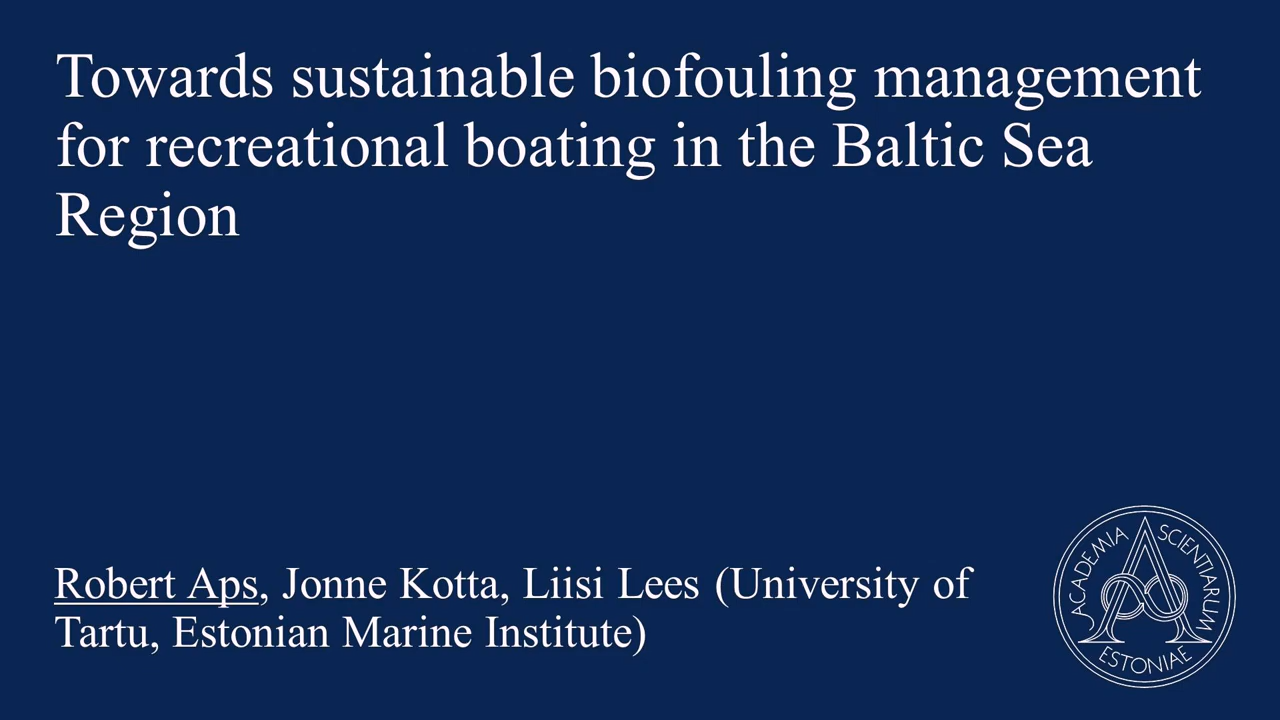 Towards sustainable biofouling management
for recreational boating in the Baltic Sea
Region
Robert Aps, Jonne Kotta, Liisi Lees (University of
Tartu, Estonian Marine Institute)
ACADEMIA SCIENTIARUM ESTONIAE